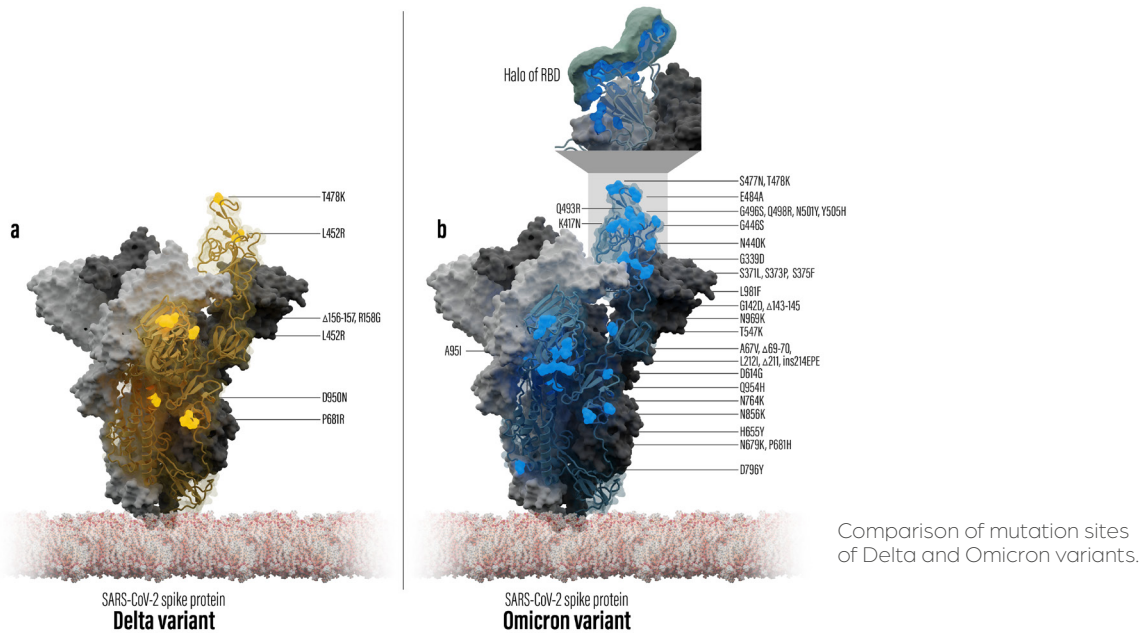 Halo of RBD
a
T478K
L452R
Δ156-157, R158G
L452R
D950N
P681R
SARS-CoV-2 spike protein
Delta variant
b
Q493R
K417N
A95I
S477N, T478K
E484A
G496S, Q498R, N501Y, Y505H
G446S
N440K
G339D
S371L, S373P, S375F
L981F
G142D, Δ143-145
N969K
T547K
A67V, Δ69-70,
L212I, Δ211, ins214EPE
D614G
Q954H
N764K
N856K
H655Y
N679K, P681H
D796Y
SARS-CoV-2 spike protein
Omicron variant
Comparison of mutation sites
of Delta and Omicron variants.